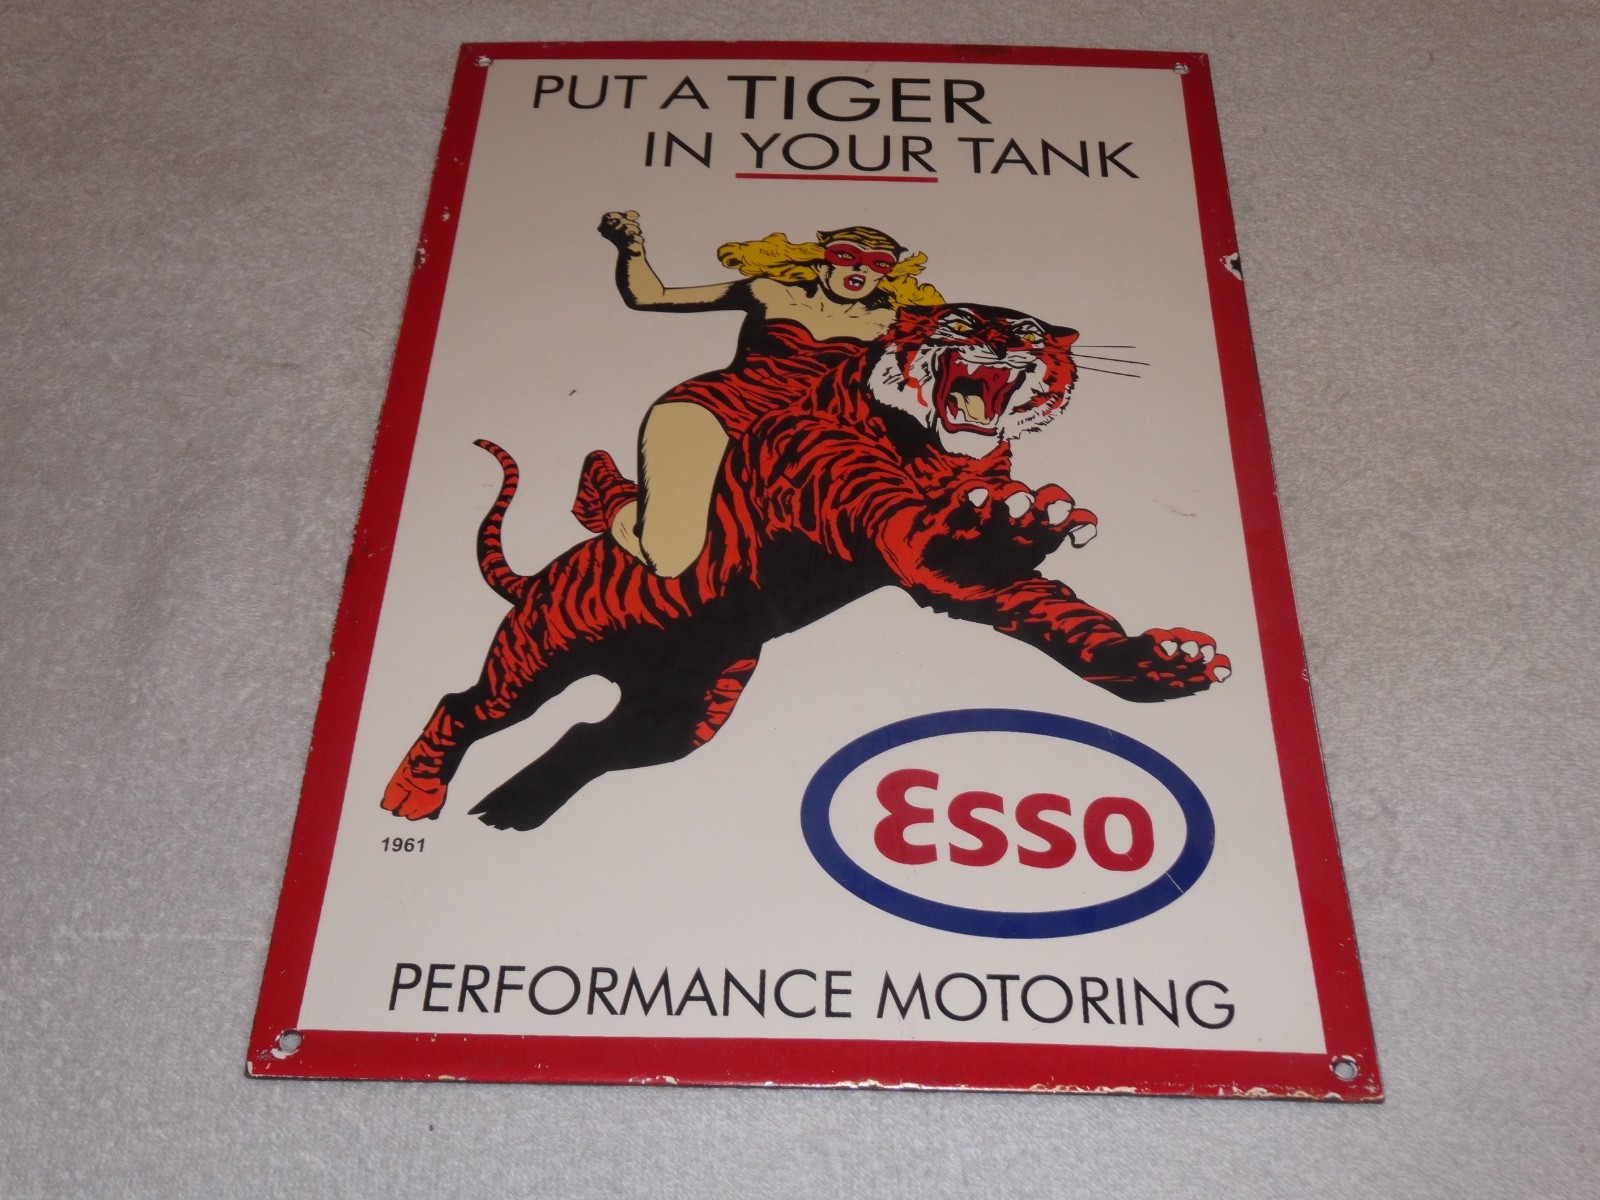 PUT A TIGER
IN YOUR TANK
1961
Esso
PERFORMANCE MOTORING